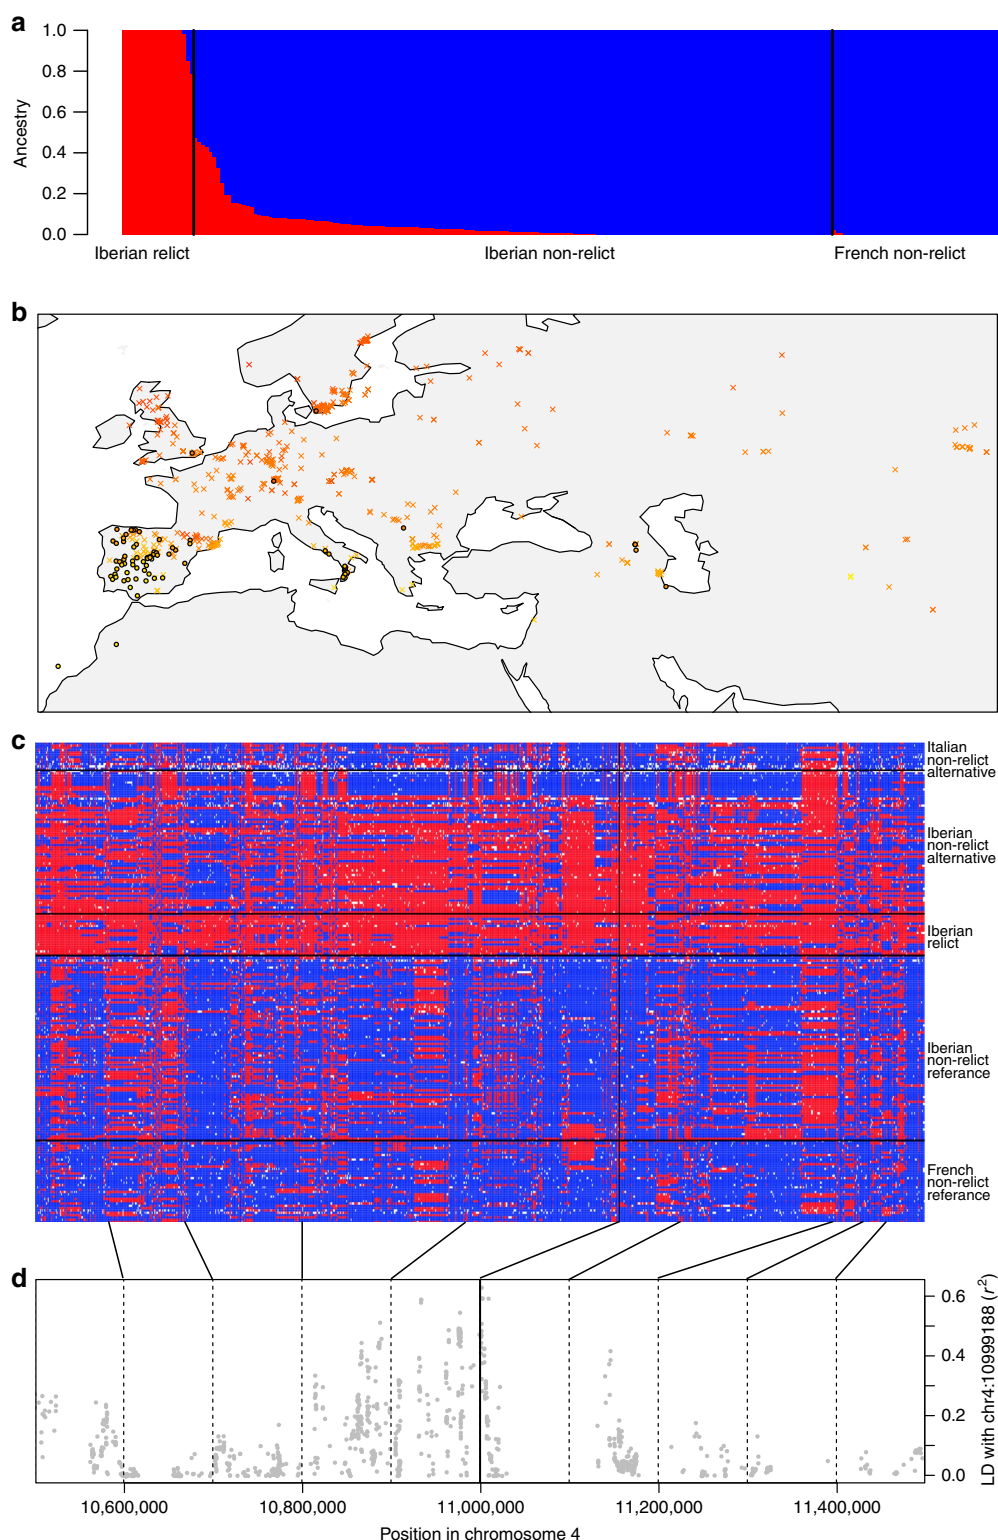 a
1.0
0.8
0.6
0.4
0.2
0.0
Ancestry
Iberian relict
Iberian non-relict
French non-relict
b
c
Italian
non-relict
alternative
Iberian
non-relict
alternative
Iberian
relict
Iberian
non-relict
referance
French
non-relict
referance
d
0.6
0.4
0.2
0.0
LD with chr4:10999188 (r²)
10,600,000
10,800,000
11,000,000
11,200,000
11,400,000
Position in chromosome 4